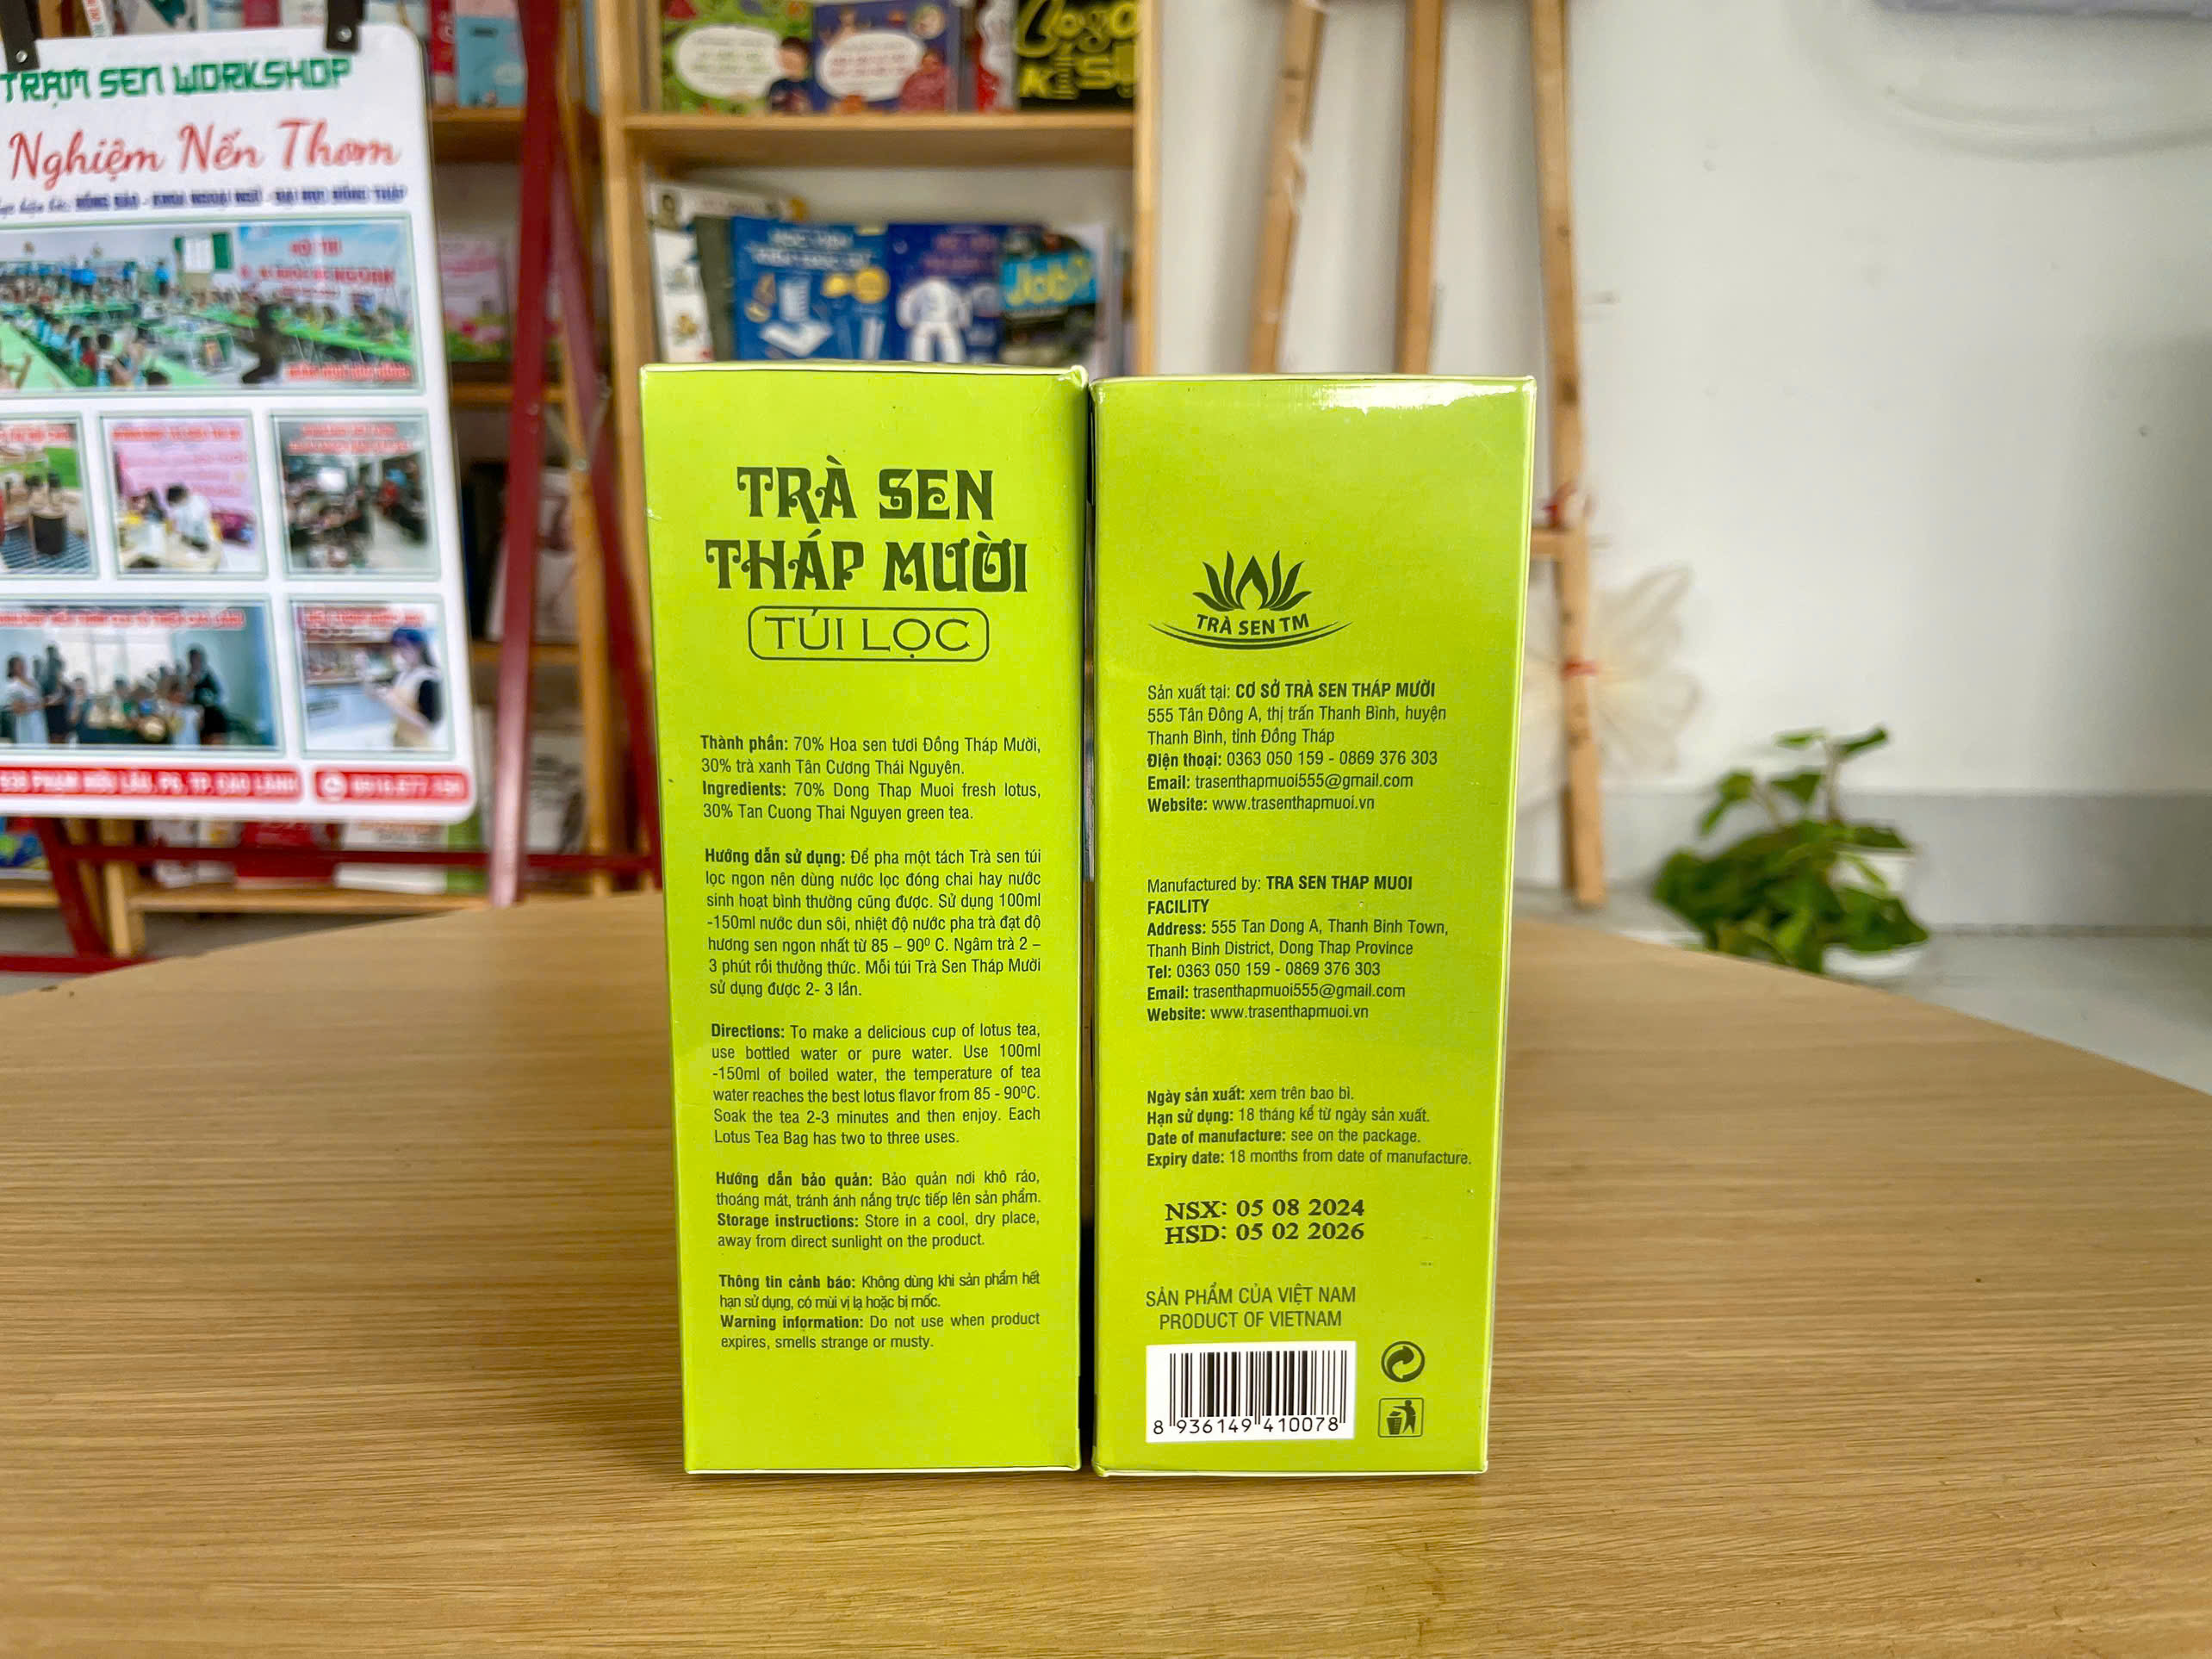 TRẠM SEN WORKSHOP
Nghiệm Nến Thơm
TRÀ SEN
THÁP MƯỜI
TÚI LỌC
Thành phần: 70% Hoa sen tươi Đồng Tháp Mười,
30% trà xanh Tân Cương Thái Nguyên.
Ingredients: 70% Dong Thap Muoi fresh lotus,
30% Tan Cuong Thai Nguyen green tea.
Hướng dẫn sử dụng: Để pha một tách Trà sen túi
lọc ngon nên dùng nước lọc đóng chai hay nước
sinh hoạt bình thường cũng được. Sử dụng 100ml
-150ml nước đun sôi, nhiệt độ nước pha trà đạt độ
hương sen ngon nhất từ 85 – 90⁰ C. Ngâm trà 2 –
3 phút rồi thưởng thức. Mỗi túi Trà Sen Tháp Mười
sử dụng được 2- 3 lần.
Directions: To make a delicious cup of lotus tea,
use bottled water or pure water. Use 100ml
-150ml of boiled water, the temperature of tea
water reaches the best lotus flavor from 85 - 90⁰C.
Soak the tea 2-3 minutes and then enjoy. Each
Lotus Tea Bag has two to three uses.
Hướng dẫn bảo quản: Bảo quản nơi khô ráo,
thoáng mát, tránh ánh nắng trực tiếp lên sản phẩm.
Storage instructions: Store in a cool, dry place,
away from direct sunlight on the product.
Thông tin cảnh báo: Không dùng khi sản phẩm hết
hạn sử dụng, có mùi vị lạ hoặc bị mốc.
Warning information: Do not use when product
expires, smells strange or musty.
TRÀ SEN TM
Sản xuất tại: CƠ SỞ TRÀ SEN THÁP MƯỜI
555 Tân Đông A, thị trấn Thanh Bình, huyện
Thanh Bình, tỉnh Đồng Tháp
Điện thoại: 0363 050 159 - 0869 376 303
Email: trasenthapmuoi555@gmail.com
Website: www.trasenthapmuoi.vn
Manufactured by: TRA SEN THAP MUOI
FACILITY
Address: 555 Tan Dong A, Thanh Binh Town,
Thanh Binh District, Dong Thap Province
Tel: 0363 050 159 - 0869 376 303
Email: trasenthapmuoi555@gmail.com
Website: www.trasenthapmuoi.vn
Ngày sản xuất: xem trên bao bì.
Hạn sử dụng: 18 tháng kể từ ngày sản xuất.
Date of manufacture: see on the package.
Expiry date: 18 months from date of manufacture.
NSX: 05 08 2024
HSD: 05 02 2026
SẢN PHẨM CỦA VIỆT NAM
PRODUCT OF VIETNAM
8 936149 410078